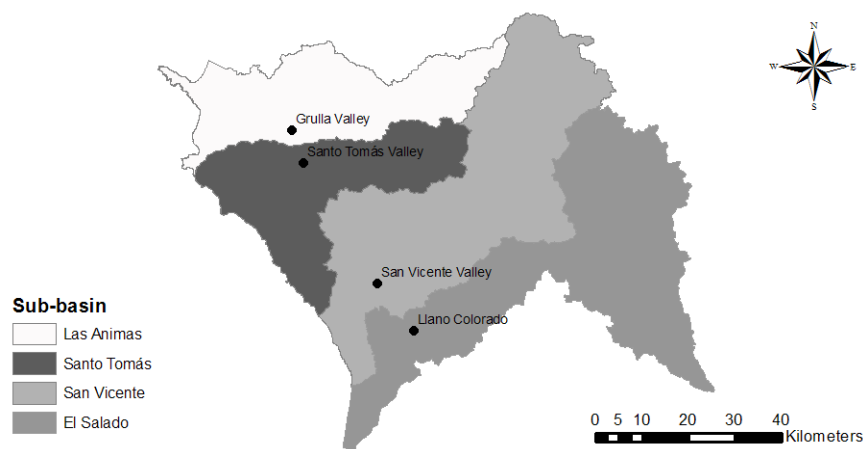 N
W E
S
Grulla Valley
Santo Tomás Valley
San Vicente Valley
Llano Colorado
Sub-basin
Las Animas
Santo Tomás
San Vicente
El Salado
0 5 10 20 30 40
Kilometers